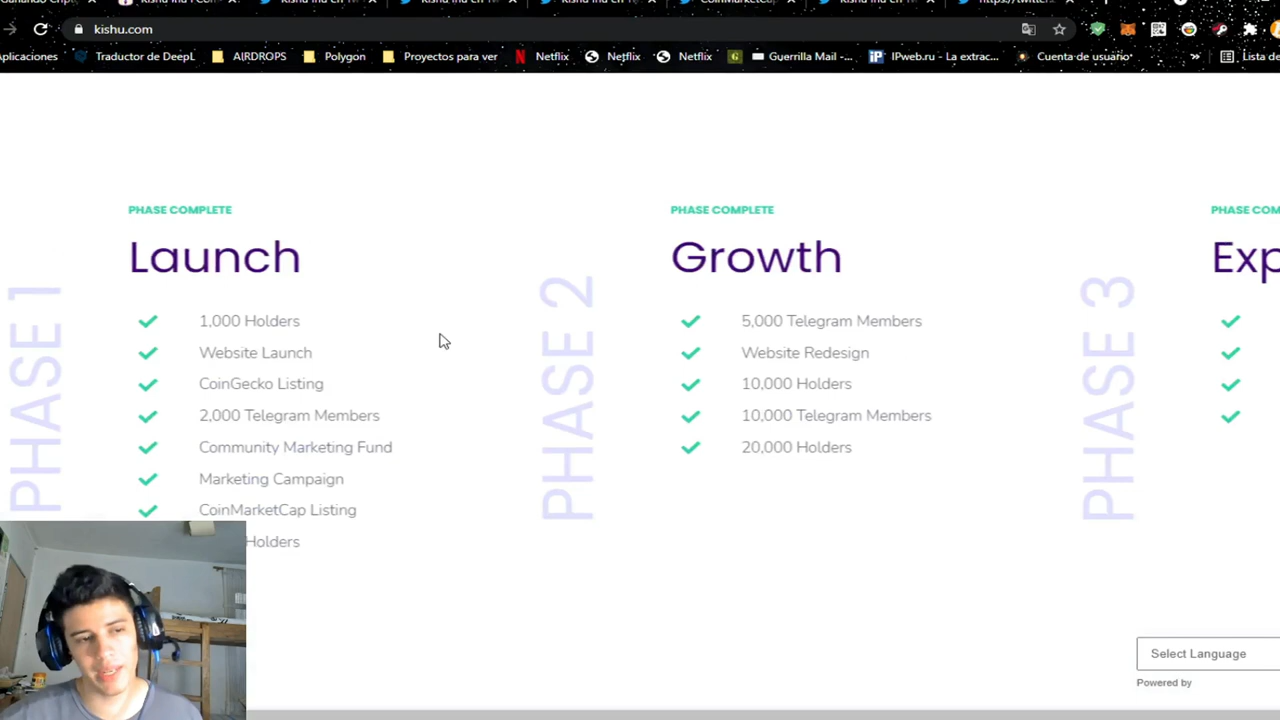 kishu.com
Aplicaciones Traductor de DeepL AIRDROPS Polygon Proyectos para ver Netflix Netflix Netflix Guerrilla Mail -... IPweb.ru - La extrac... Cuenta de usuario » Lista de
PHASE COMPLETE
Launch
PHASE 1
1,000 Holders
Website Launch
CoinGecko Listing
2,000 Telegram Members
Community Marketing Fund
Marketing Campaign
CoinMarketCap Listing
Holders
PHASE COMPLETE
Growth
PHASE 2
5,000 Telegram Members
Website Redesign
10,000 Holders
10,000 Telegram Members
20,000 Holders
PHASE COM
Exp
PHASE 3
Select Language
Powered by